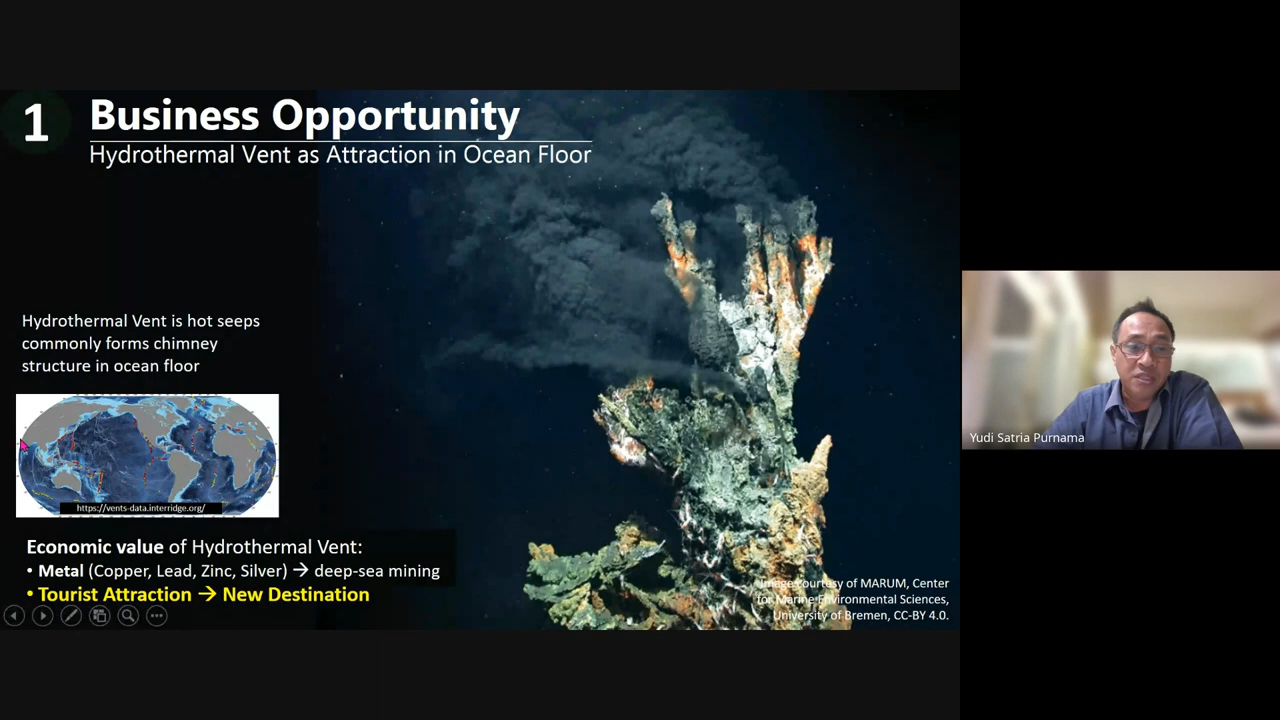 1
Business Opportunity
Hydrothermal Vent as Attraction in Ocean Floor
Hydrothermal Vent is hot seeps
commonly forms chimney
structure in ocean floor
https://vents-data.interridge.org/
Economic value of Hydrothermal Vent:
• Metal (Copper, Lead, Zinc, Silver) → deep-sea mining
• Tourist Attraction → New Destination
Image courtesy of MARUM, Center
for Marine Environmental Sciences,
University of Bremen, CC-BY 4.0.
Yudi Satria Purnama